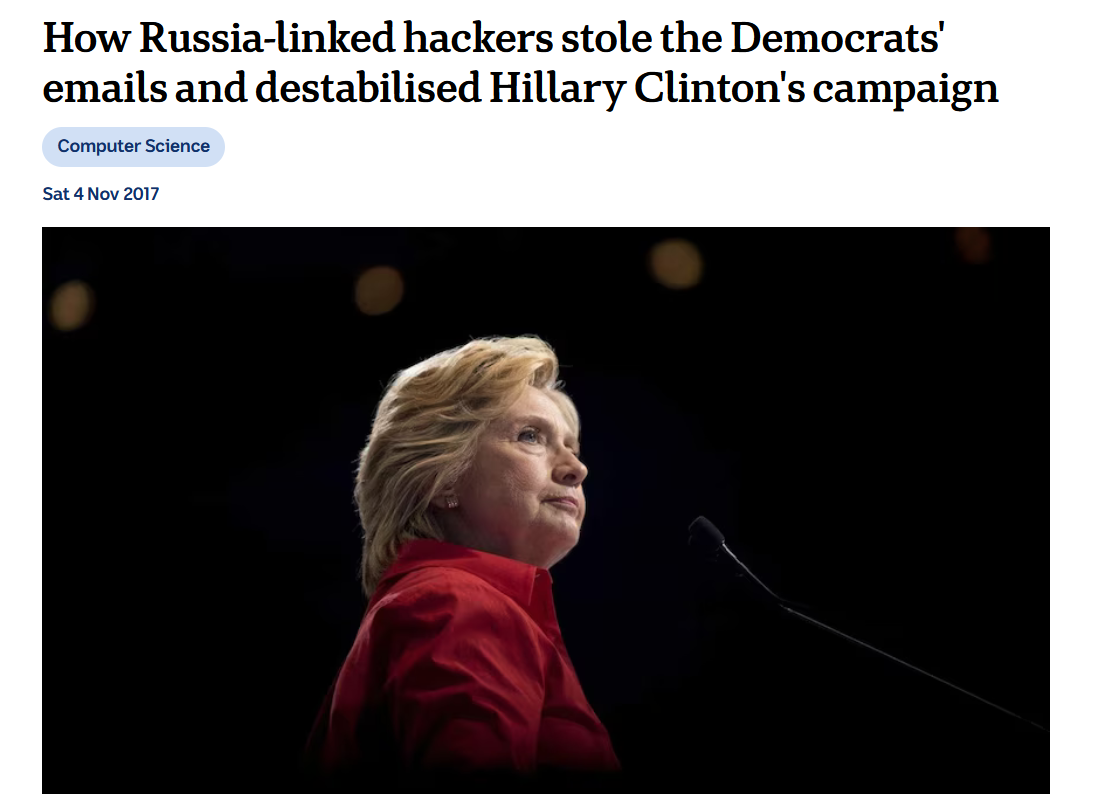 How Russia-linked hackers stole the Democrats'
emails and destabilised Hillary Clinton's campaign
Computer Science
Sat 4 Nov 2017